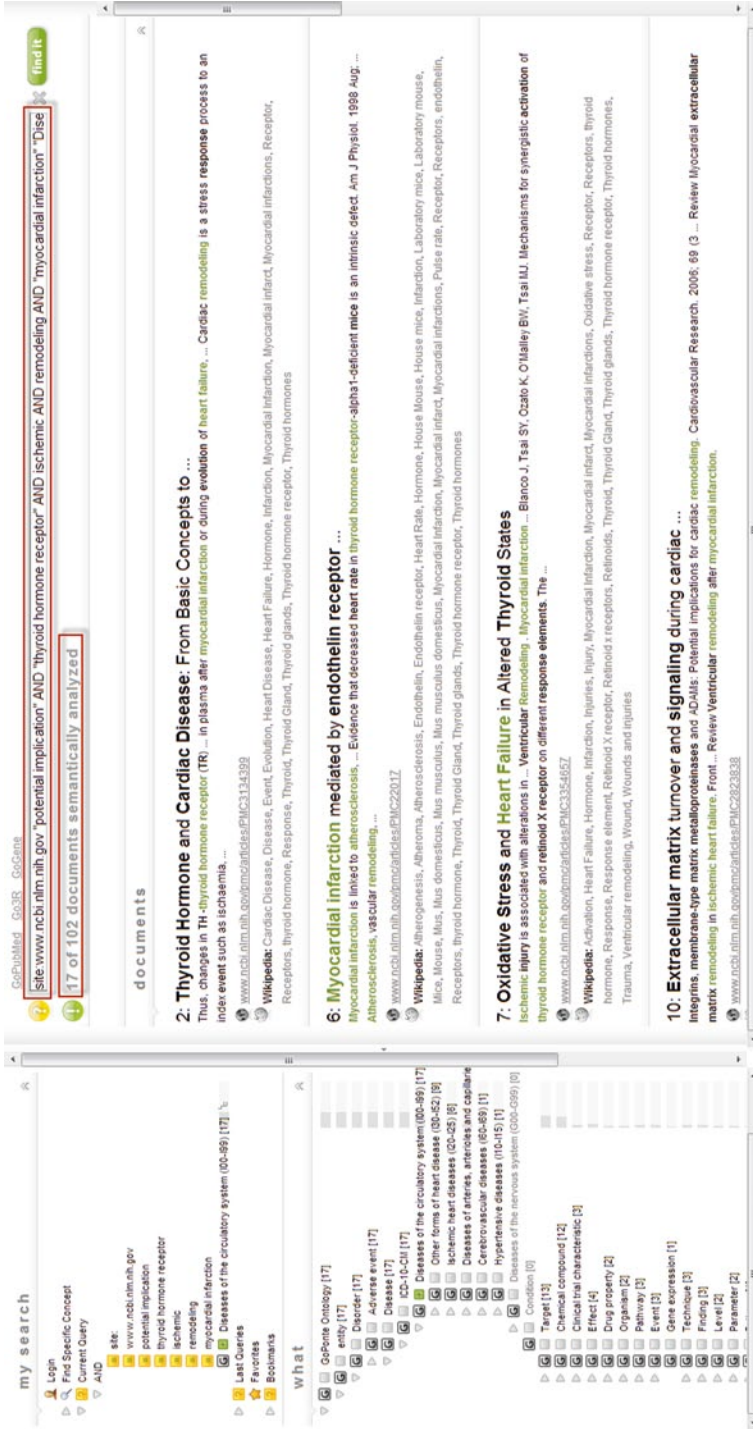 GoPubMed Go3R GoGene
site:www.ncbi.nlm.nih.gov "potential implication" AND "thyroid hormone receptor" AND ischemic AND remodeling AND "myocardial infarction" "Dise
find it
17 of 102 documents semantically analyzed
my search
Login
Find Specific Concept
Current Query
AND
site:
www.ncbi.nlm.nih.gov
potential implication
thyroid hormone receptor
ischemic
remodeling
myocardial infarction
Diseases of the circulatory system (I00-I99) [17]
Last Queries
Favorites
Bookmarks
what
GoPonte Ontology [17]
entity [17]
Disorder [17]
Adverse event [17]
Disease [17]
ICD-10-CM [17]
Diseases of the circulatory system (I00-I99) [17]
Other forms of heart disease (I30-I52) [9]
Ischemic heart diseases (I20-I25) [6]
Diseases of arteries, arterioles and capillarie
Cerebrovascular diseases (I60-I69) [1]
Hypertensive diseases (I10-I15) [1]
Diseases of the nervous system (G00-G99) [0]
Condition [0]
Target [13]
Chemical compound [12]
Clinical trial characteristic [3]
Effect [4]
Drug property [2]
Organism [2]
Pathway [3]
Event [3]
Gene expression [1]
Technique [3]
Finding [3]
Level [2]
Parameter [2]
documents
2: Thyroid Hormone and Cardiac Disease: From Basic Concepts to ...
Thus, changes in TH -thyroid hormone receptor (TR) ... in plasma after myocardial infarction or during evolution of heart failure, ... Cardiac remodeling is a stress response process to an
index event such as ischaemia, ...
www.ncbi.nlm.nih.gov/pmc/articles/PMC3134399
Wikipedia: Cardiac Disease, Disease, Event, Evolution, Heart Disease, Heart Failure, Hormone, Infarction, Myocardial Infarction, Myocardial infarct, Myocardial infarctions, Receptor,
Receptors, thyroid hormone, Response, Thyroid, Thyroid Gland, Thyroid glands, Thyroid hormone receptor, Thyroid hormones
6: Myocardial infarction mediated by endothelin receptor ...
Myocardial infarction is linked to atherosclerosis, ... Evidence that decreased heart rate in thyroid hormone receptor-alpha1-deficient mice is an intrinsic defect. Am J Physiol. 1998 Aug; ...
Atherosclerosis, vascular remodeling, ...
www.ncbi.nlm.nih.gov/pmc/articles/PMC22017
Wikipedia: Atherogenesis, Atheroma, Atherosclerosis, Endothelin, Endothelin receptor, Heart Rate, Hormone, House Mouse, House mice, Infarction, Laboratory mice, Laboratory mouse,
Mice, Mouse, Mus, Mus domesticus, Mus musculus, Mus musculus domesticus, Myocardial Infarction, Myocardial infarct, Myocardial infarctions, Pulse rate, Receptor, Receptors, endothelin,
Receptors, thyroid hormone, Thyroid, Thyroid Gland, Thyroid glands, Thyroid hormone receptor, Thyroid hormones
7: Oxidative Stress and Heart Failure in Altered Thyroid States
Ischemic injury is associated with alterations in ... Ventricular Remodeling . Myocardial infarction ... Blanco J, Tsai SY, Ozato K, O'Malley BW, Tsai MJ. Mechanisms for synergistic activation of
thyroid hormone receptor and retinoid X receptor on different response elements. The ...
www.ncbi.nlm.nih.gov/pmc/articles/PMC3354657
Wikipedia: Activation, Heart Failure, Hormone, Infarction, Injuries, Injury, Myocardial Infarction, Myocardial infarct, Myocardial infarctions, Oxidative stress, Receptor, Receptors, thyroid
hormone, Response, Response element, Retinoid X receptor, Retinoid x receptors, Retinoids, Thyroid, Thyroid Gland, Thyroid glands, Thyroid hormone receptor, Thyroid hormones,
Trauma, Ventricular remodeling, Wound, Wounds and injuries
10: Extracellular matrix turnover and signaling during cardiac ...
Integrins, membrane-type matrix metalloproteinases and ADAMs: Potential implications for cardiac remodeling. Cardiovascular Research. 2006; 69 (3 ... Review Myocardial extracellular
matrix remodeling in ischemic heart failure. Front ... Review Ventricular remodeling after myocardial infarction.
www.ncbi.nlm.nih.gov/pmc/articles/PMC2823838